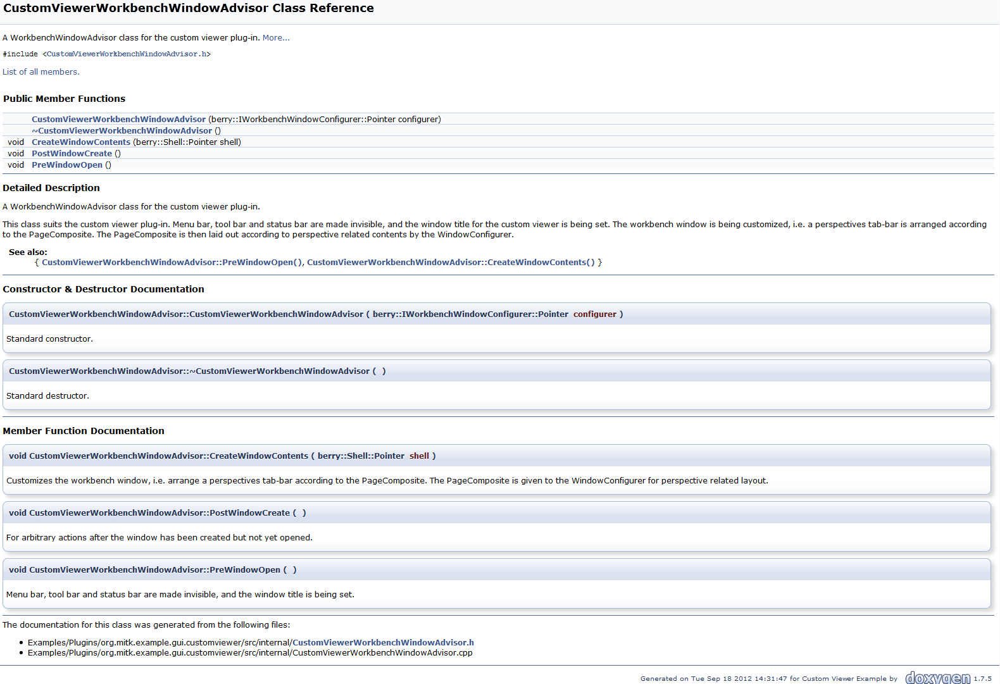 CustomViewerWorkbenchWindowAdvisor Class Reference
A WorkbenchWindowAdvisor class for the custom viewer plug-in. More...
#include <CustomViewerWorkbenchWindowAdvisor.h>
List of all members.
Public Member Functions
CustomViewerWorkbenchWindowAdvisor (berry::IWorkbenchWindowConfigurer::Pointer configurer)
~CustomViewerWorkbenchWindowAdvisor ()
void CreateWindowContents (berry::Shell::Pointer shell)
void PostWindowCreate ()
void PreWindowOpen ()
Detailed Description
A WorkbenchWindowAdvisor class for the custom viewer plug-in.
This class suits the custom viewer plug-in. Menu bar, tool bar and status bar are made invisible, and the window title for the custom viewer is being set. The workbench window is being customized, i.e. a perspectives tab-bar is arranged according
to the PageComposite. The PageComposite is then laid out according to perspective related contents by the WindowConfigurer.
See also:
{ CustomViewerWorkbenchWindowAdvisor::PreWindowOpen(), CustomViewerWorkbenchWindowAdvisor::CreateWindowContents() }
Constructor & Destructor Documentation
CustomViewerWorkbenchWindowAdvisor::CustomViewerWorkbenchWindowAdvisor ( berry::IWorkbenchWindowConfigurer::Pointer configurer )
Standard constructor.
CustomViewerWorkbenchWindowAdvisor::~CustomViewerWorkbenchWindowAdvisor ( )
Standard destructor.
Member Function Documentation
void CustomViewerWorkbenchWindowAdvisor::CreateWindowContents ( berry::Shell::Pointer shell )
Customizes the workbench window, i.e. arrange a perspectives tab-bar according to the PageComposite. The PageComposite is given to the WindowConfigurer for perspective related layout.
void CustomViewerWorkbenchWindowAdvisor::PostWindowCreate ( )
For arbitrary actions after the window has been created but not yet opened.
void CustomViewerWorkbenchWindowAdvisor::PreWindowOpen ( )
Menu bar, tool bar and status bar are made invisible, and the window title is being set.
The documentation for this class was generated from the following files:
• Examples/Plugins/org.mitk.example.gui.customviewer/src/internal/CustomViewerWorkbenchWindowAdvisor.h
• Examples/Plugins/org.mitk.example.gui.customviewer/src/internal/CustomViewerWorkbenchWindowAdvisor.cpp
Generated on Tue Sep 18 2012 14:31:47 for Custom Viewer Example by doxygen 1.7.5